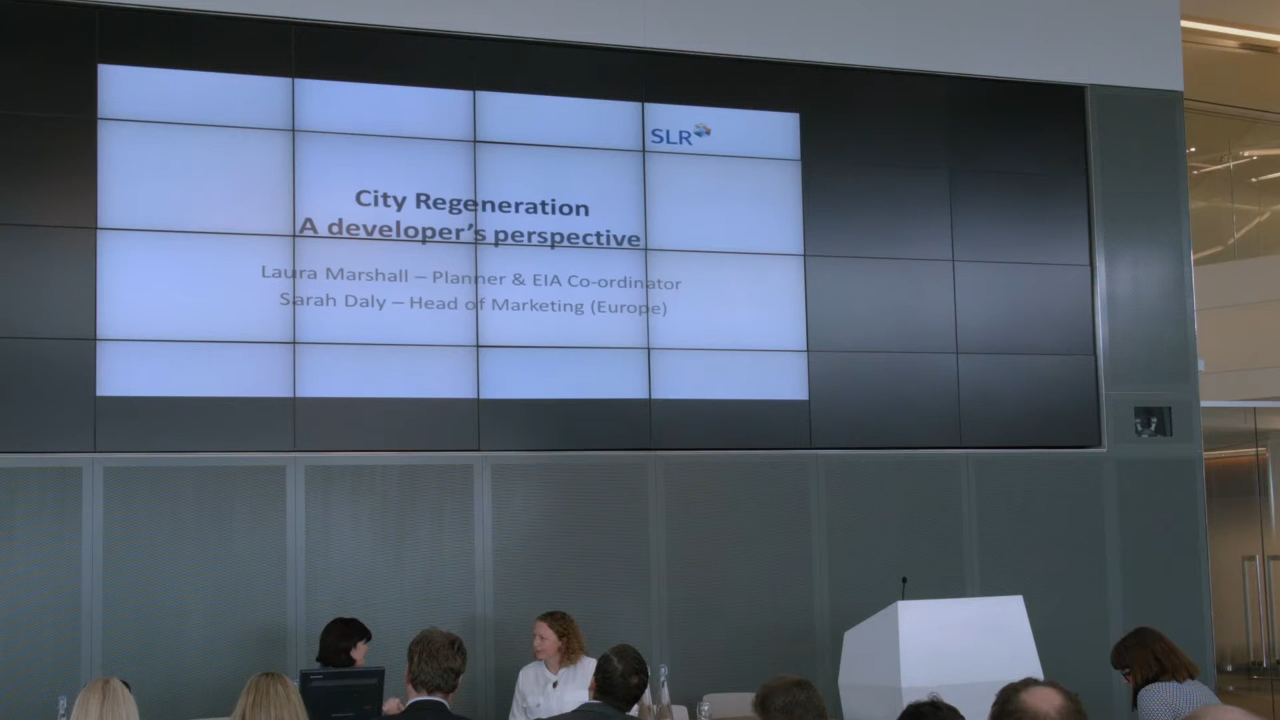 SLR
City Regeneration
A developer's perspective
Laura Marshall – Planner & EIA Co-ordinator
Sarah Daly – Head of Marketing (Europe)